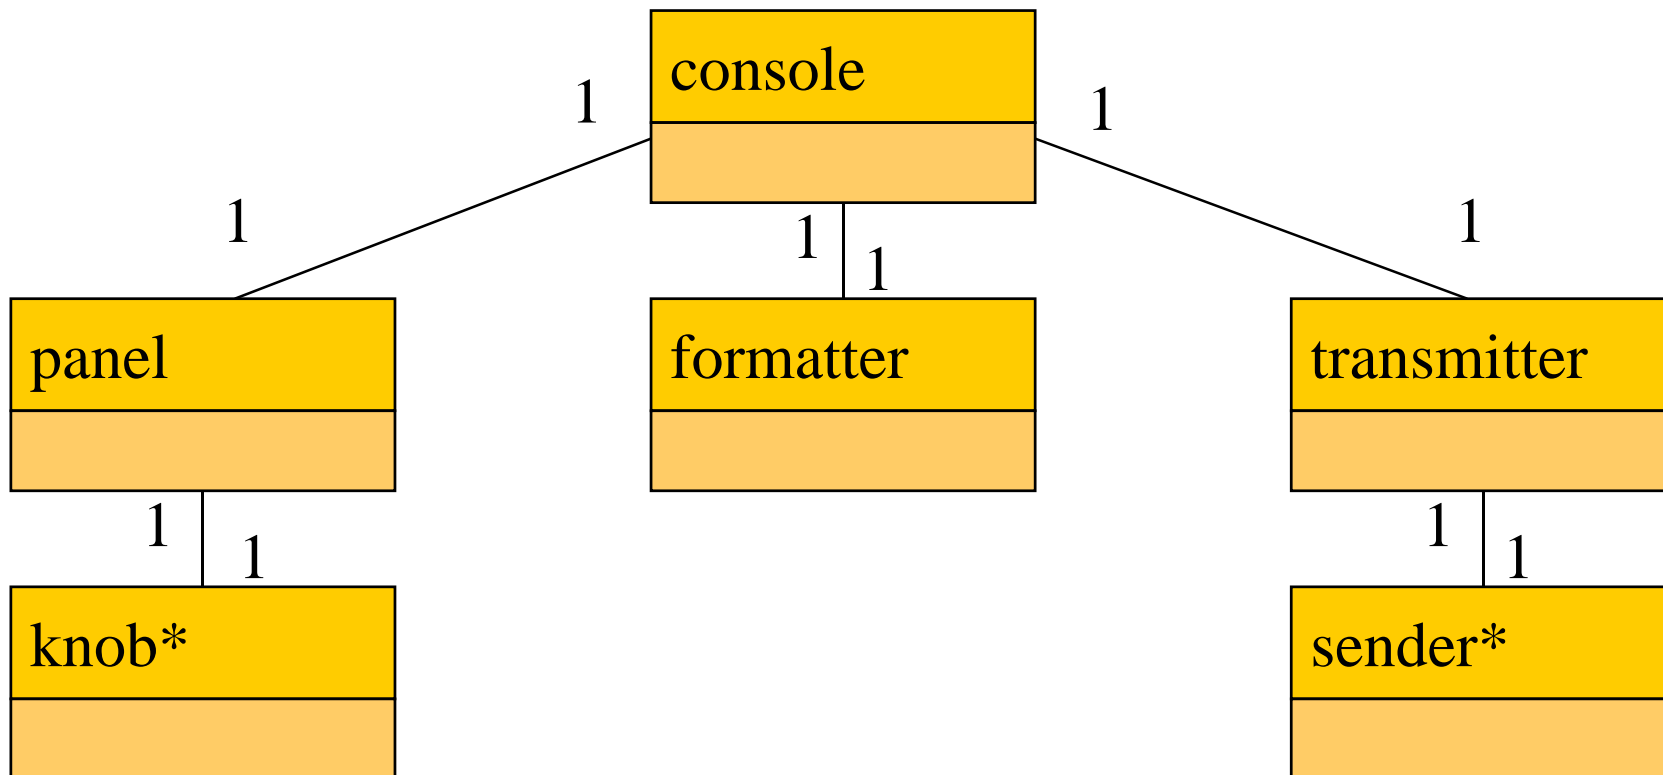 console
1
1
1
1
1
1
panel
formatter
transmitter
1
1
1
1
knob*
sender*